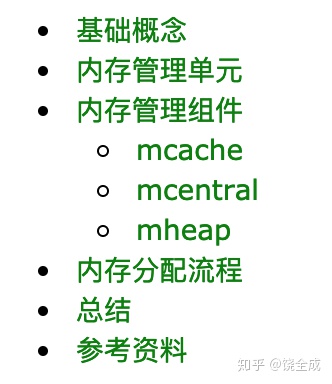 基础概念
内存管理单元
内存管理组件
mcache
mcentral
mheap
内存分配流程
总结
参考资料
知乎 @饶全成